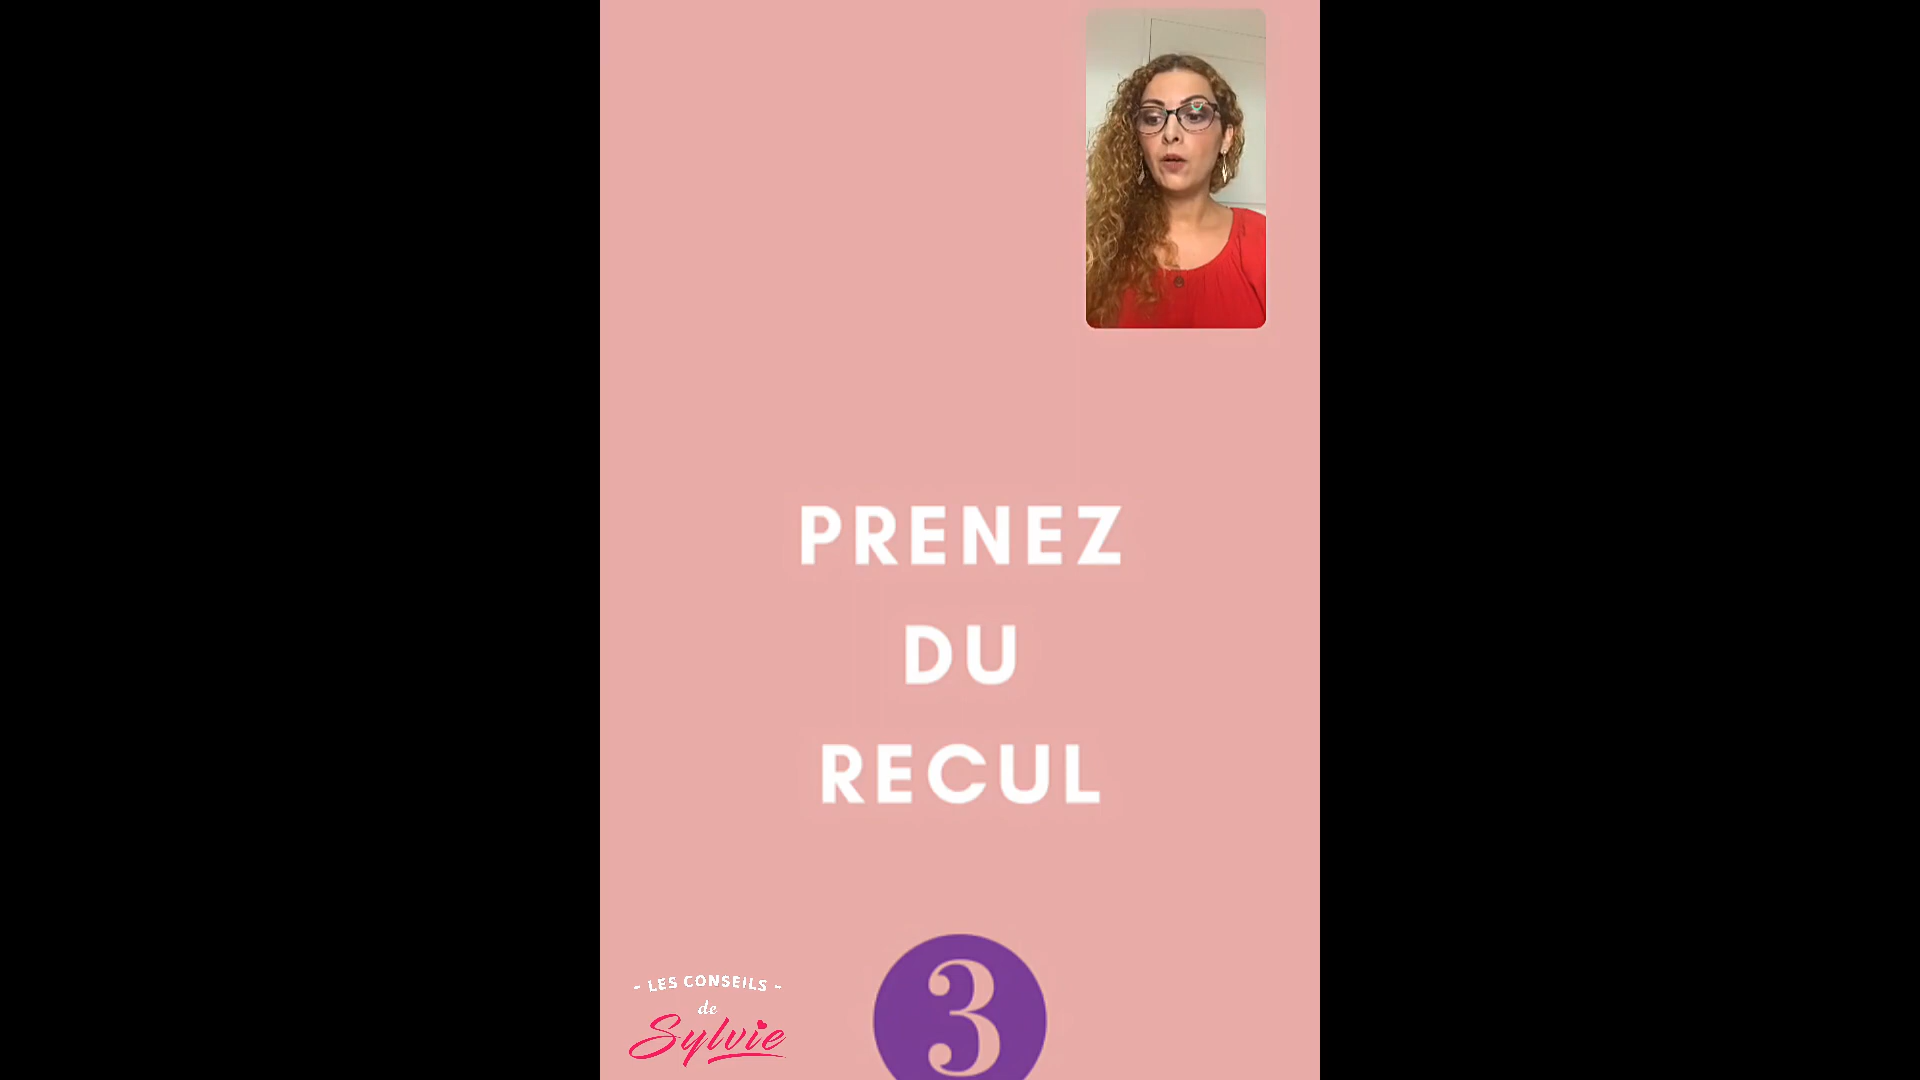 PRENEZ
DU
RECUL
3
- LES CONSEILS -
de
Sylvie